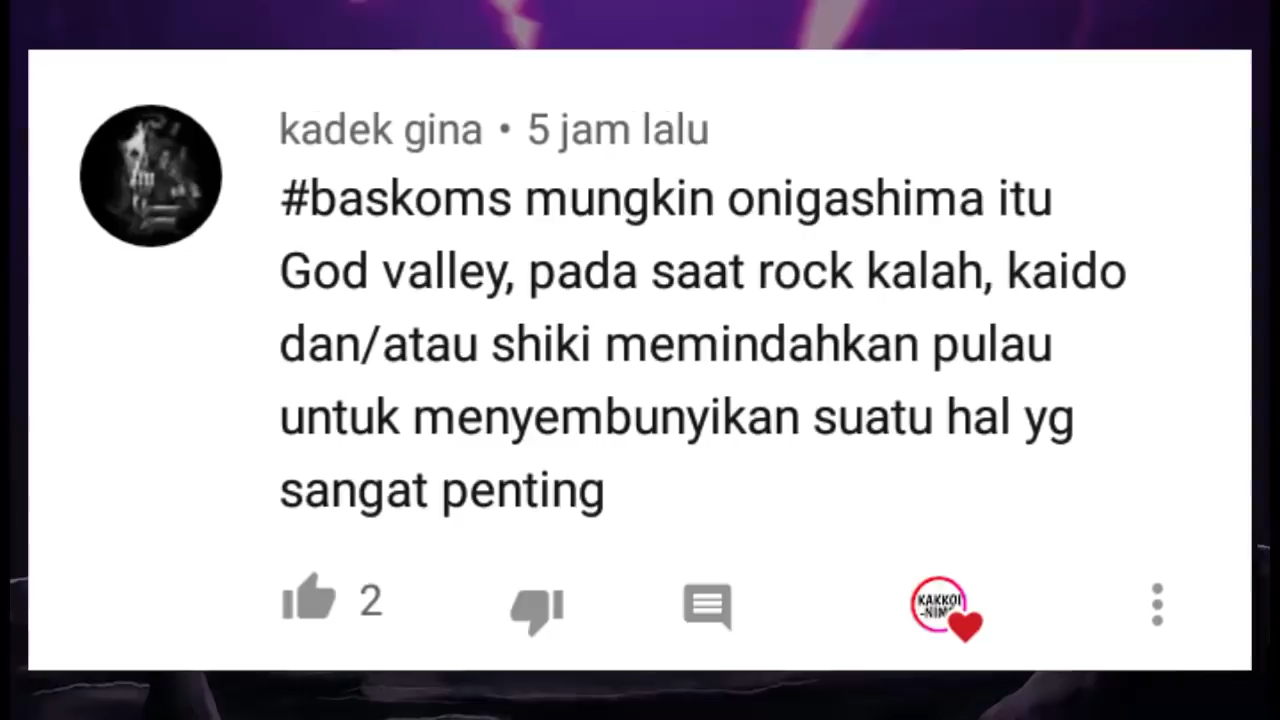 kadek gina • 5 jam lalu
#baskoms mungkin onigashima itu
God valley, pada saat rock kalah, kaido
dan/atau shiki memindahkan pulau
untuk menyembunyikan suatu hal yg
sangat penting
2
KAKKOI